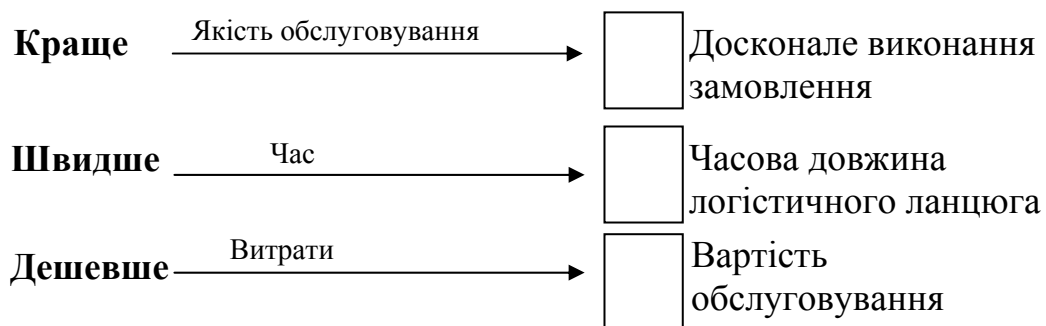 Краще
Якість обслуговування
Досконале виконання
замовлення
Швидше
Час
Часова довжина
логістичного ланцюга
Дешевше
Витрати
Вартість
обслуговування